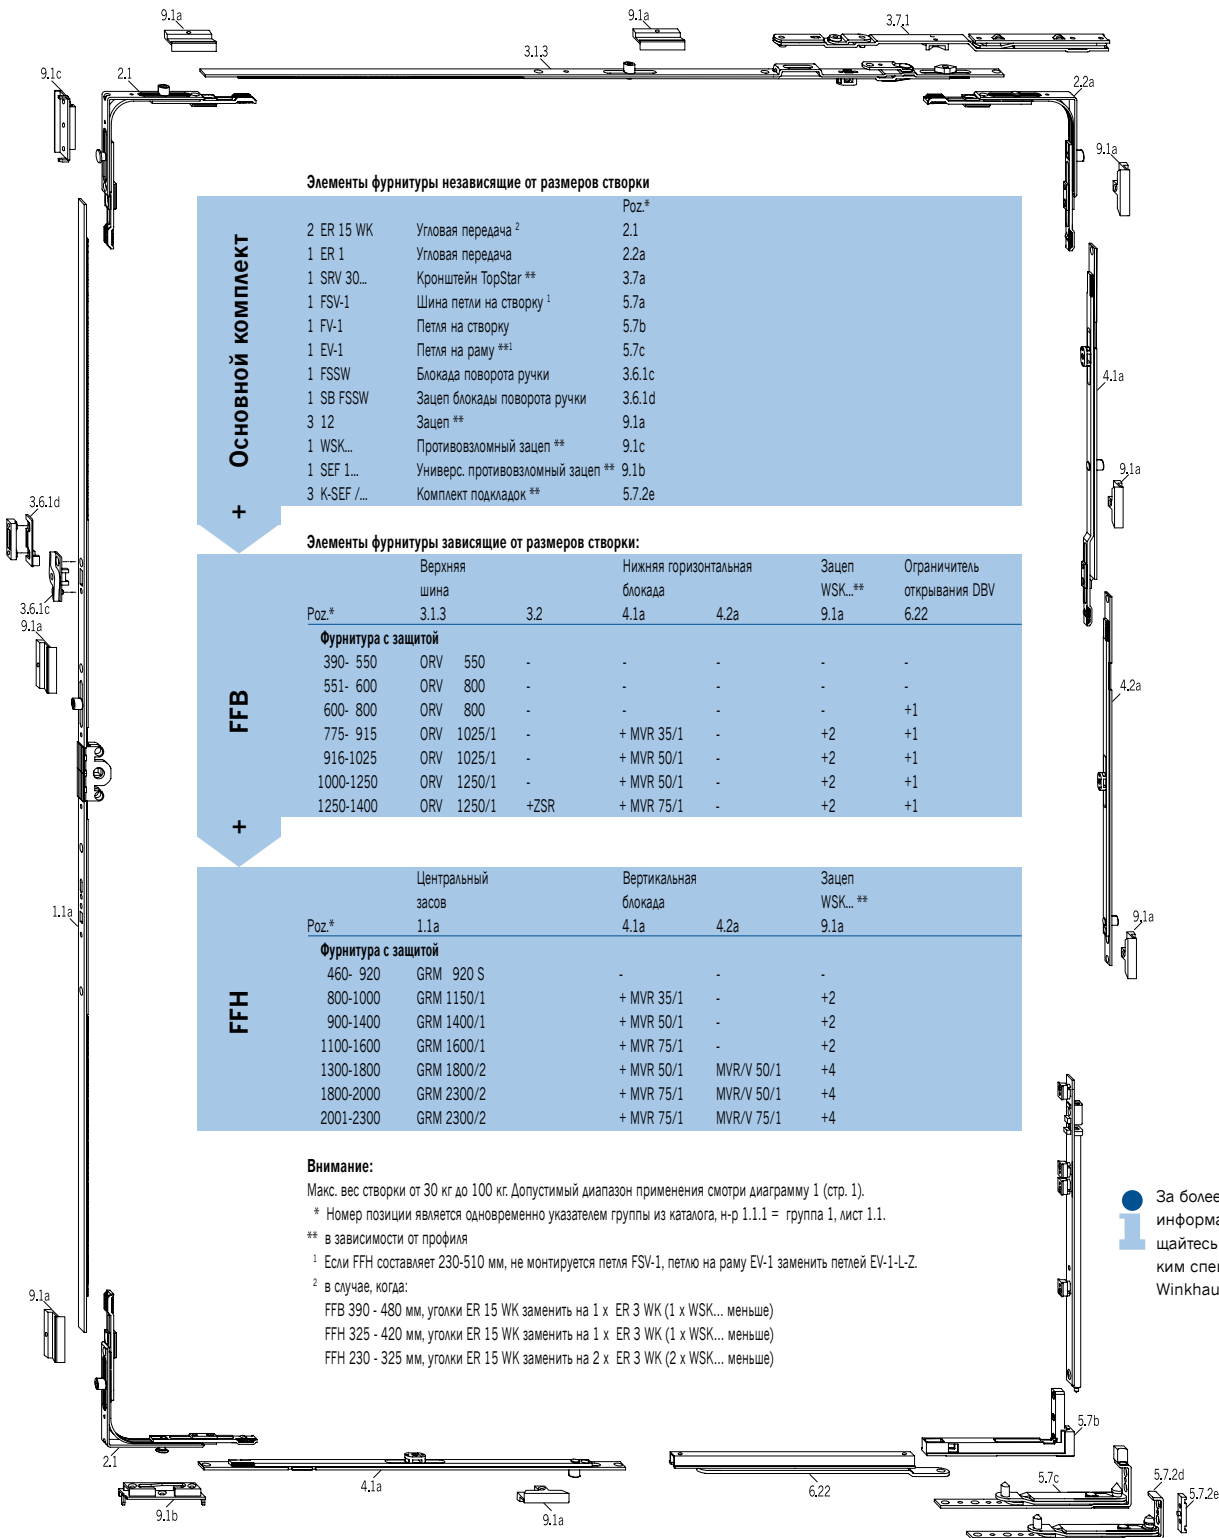 9.1a
9.1a
3.7.1
3.1.3
9.1c
2.1
2.2a
9.1a
Элементы фурнитуры независящие от размеров створки
Основной комплект
+
Poz.*
2 ER 15 WK Угловая передача ² 2.1
1 ER 1 Угловая передача 2.2a
1 SRV 30... Кронштейн TopStar ** 3.7a
1 FSV-1 Шина петли на створку ¹ 5.7a
1 FV-1 Петля на створку 5.7b
1 EV-1 Петля на раму **¹ 5.7c
1 FSSW Блокада поворота ручки 3.6.1c
1 SB FSSW Зацеп блокады поворота ручки 3.6.1d
3 12 Зацеп ** 9.1a
1 WSK... Противовзломный зацеп ** 9.1c
1 SEF 1... Универс. противовзломный зацеп ** 9.1b
3 K-SEF /... Комплект подкладок ** 5.7.2e
4.1a
9.1a
3.6.1d
3.6.1c
9.1a
Элементы фурнитуры зависящие от размеров створки:
FFB
+
Верхняя Нижняя горизонтальная Зацеп Ограничитель
шина блокада WSK...** открывания DBV
Poz.* 3.1.3 3.2 4.1a 4.2a 9.1a 6.22
Фурнитура с защитой
390- 550 ORV 550 - - - - -
551- 600 ORV 800 - - - - -
600- 800 ORV 800 - - - - +1
775- 915 ORV 1025/1 - + MVR 35/1 - +2 +1
916-1025 ORV 1025/1 - + MVR 50/1 - +2 +1
1000-1250 ORV 1250/1 - + MVR 50/1 - +2 +1
1250-1400 ORV 1250/1 +ZSR + MVR 75/1 - +2 +1
4.2a
1.1a
9.1a
FFH
Центральный Вертикальная Зацеп
засов блокада WSK... **
Poz.* 1.1a 4.1a 4.2a 9.1a
Фурнитура с защитой
460- 920 GRM 920 S - - -
800-1000 GRM 1150/1 + MVR 35/1 - +2
900-1400 GRM 1400/1 + MVR 50/1 - +2
1100-1600 GRM 1600/1 + MVR 75/1 - +2
1300-1800 GRM 1800/2 + MVR 50/1 MVR/V 50/1 +4
1800-2000 GRM 2300/2 + MVR 75/1 MVR/V 50/1 +4
2001-2300 GRM 2300/2 + MVR 75/1 MVR/V 75/1 +4
Внимание:
Макс. вес створки от 30 кг до 100 кг. Допустимый диапазон применения смотри диаграмму 1 (стр. 1).
* Номер позиции является одновременно указателем группы из каталога, н-р 1.1.1 = группа 1, лист 1.1.
** в зависимости от профиля
¹ Если FFH составляет 230-510 мм, не монтируется петля FSV-1, петлю на раму EV-1 заменить петлей EV-1-L-Z.
² в случае, когда:
FFB 390 - 480 мм, уголки ER 15 WK заменить на 1 x ER 3 WK (1 x WSK... меньше)
FFH 325 - 420 мм, уголки ER 15 WK заменить на 1 x ER 3 WK (1 x WSK... меньше)
FFH 230 - 325 мм, уголки ER 15 WK заменить на 2 x ER 3 WK (2 x WSK... меньше)
i
За более
информа
щайтесь
ким спе
Winkhau
9.1a
2.1
9.1b
4.1a
9.1a
6.22
5.7b
5.7c
5.7.2d
5.7.2e